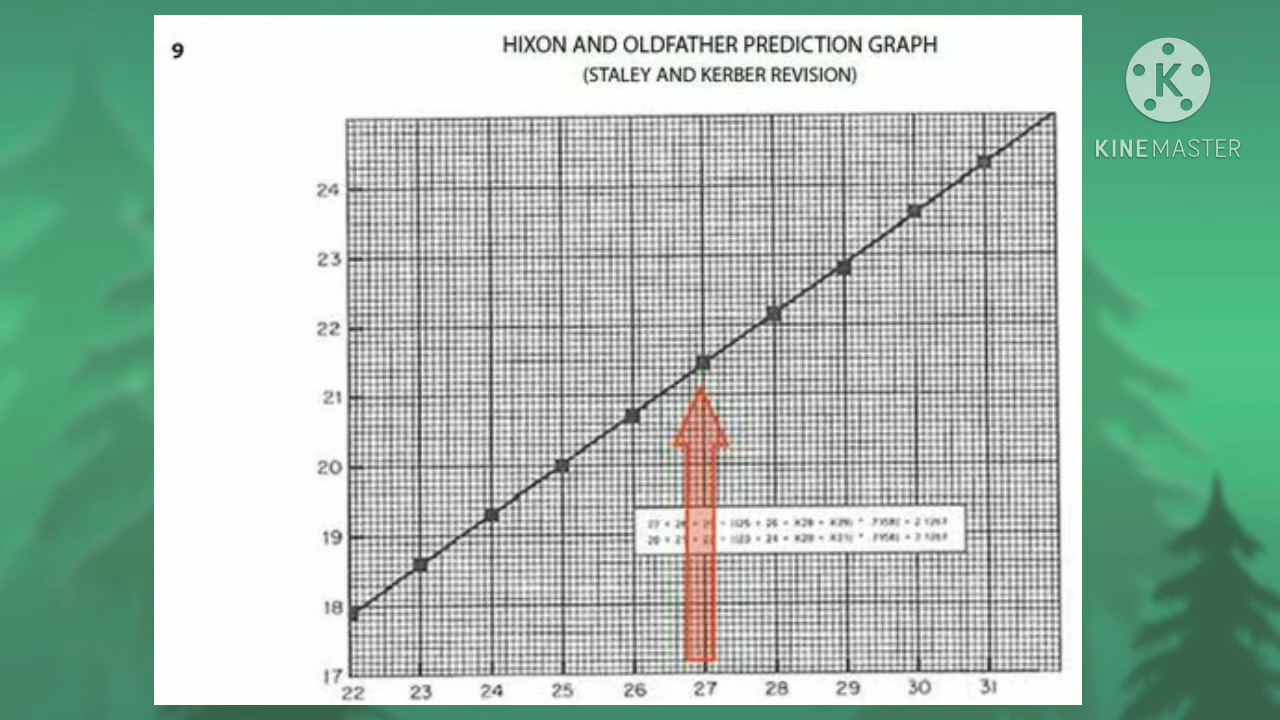 9
HIXON AND OLDFATHER PREDICTION GRAPH
(STALEY AND KERBER REVISION)
KINEMASTER
24
23
22
21
20
19
18
17
22 23 24 25 26 27 28 29 30 31